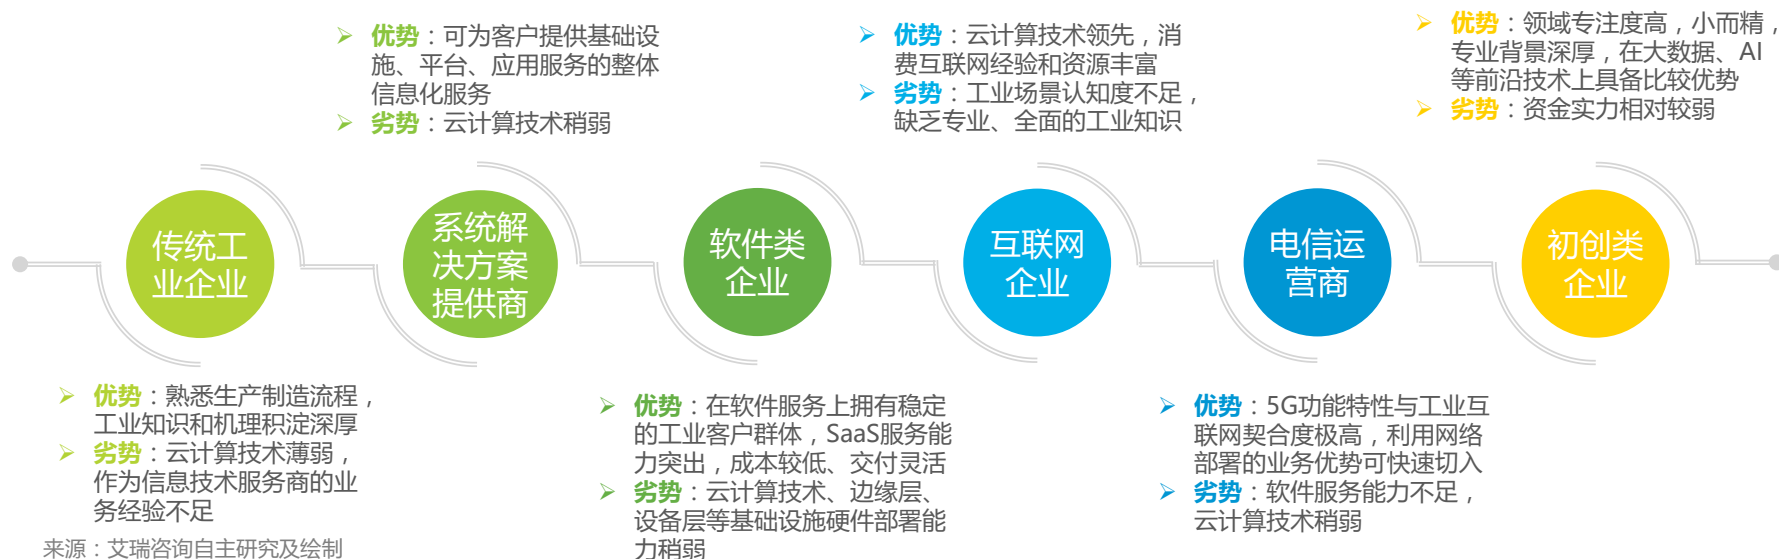 优势：可为客户提供基础设
施、平台、应用服务的整体
信息化服务
劣势：云计算技术稍弱
优势：云计算技术领先，消
费互联网经验和资源丰富
劣势：工业场景认知度不足，
缺乏专业、全面的工业知识
优势：领域专注度高，小而精，
专业背景深厚，在大数据、AI
等前沿技术上具备比较优势
劣势：资金实力相对较弱
传统工
业企业
系统解
决方案
提供商
软件类
企业
互联网
企业
电信运
营商
初创类
企业
优势：熟悉生产制造流程，
工业知识和机理积淀深厚
劣势：云计算技术薄弱，
作为信息技术服务商的业
务经验不足
优势：在软件服务上拥有稳定
的工业客户群体，SaaS服务能
力突出，成本较低、交付灵活
劣势：云计算技术、边缘层、
设备层等基础设施硬件部署能
力稍弱
优势：5G功能特性与工业互
联网契合度极高，利用网络
部署的业务优势可快速切入
劣势：软件服务能力不足，
云计算技术稍弱
来源：艾瑞咨询自主研究及绘制